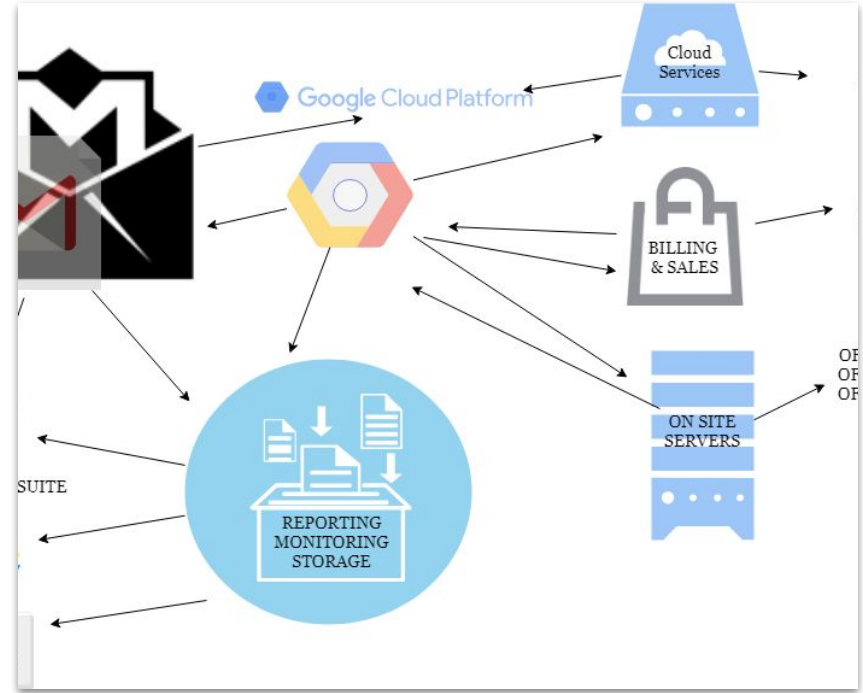 Google Cloud Platform
Cloud
Services
BILLING
& SALES
ON SITE
SERVERS
SUITE
REPORTING
MONITORING
STORAGE